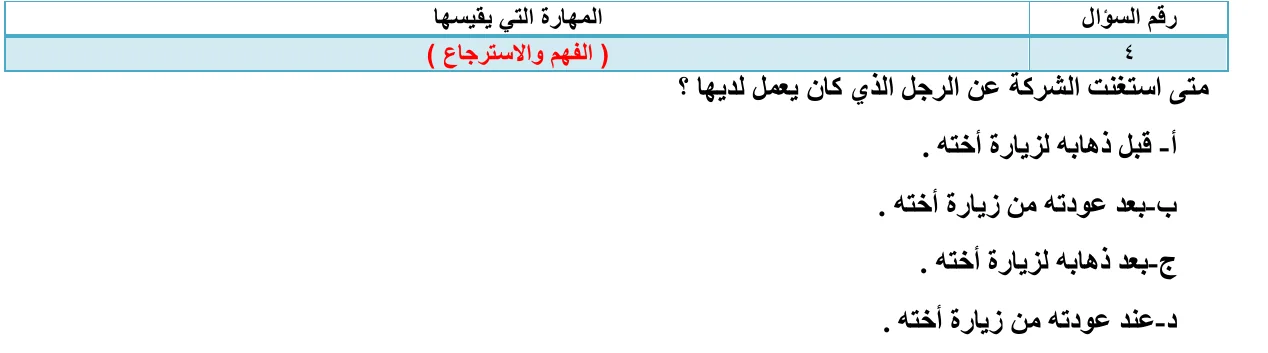 رقم السؤال المهارة التي يقيسها
٤ ( الفهم والاسترجاع )
متى استغنت الشركة عن الرجل الذي كان يعمل لديها ؟
أ- قبل ذهابه لزيارة أخته .
ب-بعد عودته من زيارة أخته .
ج-بعد ذهابه لزيارة أخته .
د-عند عودته من زيارة أخته .